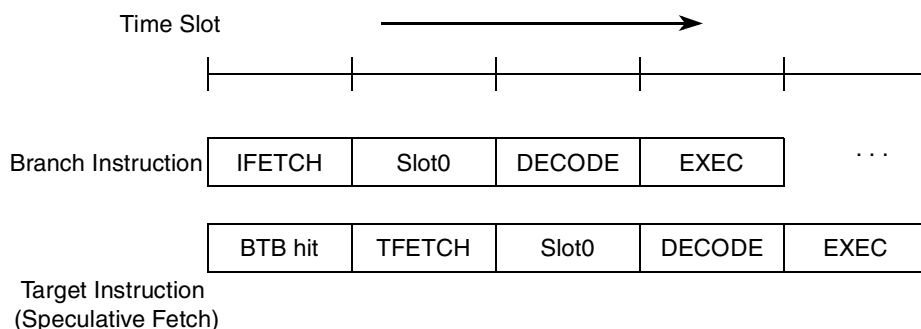 Time Slot
Branch Instruction IFETCH Slot0 DECODE EXEC . . .
BTB hit TFETCH Slot0 DECODE EXEC
Target Instruction
(Speculative Fetch)